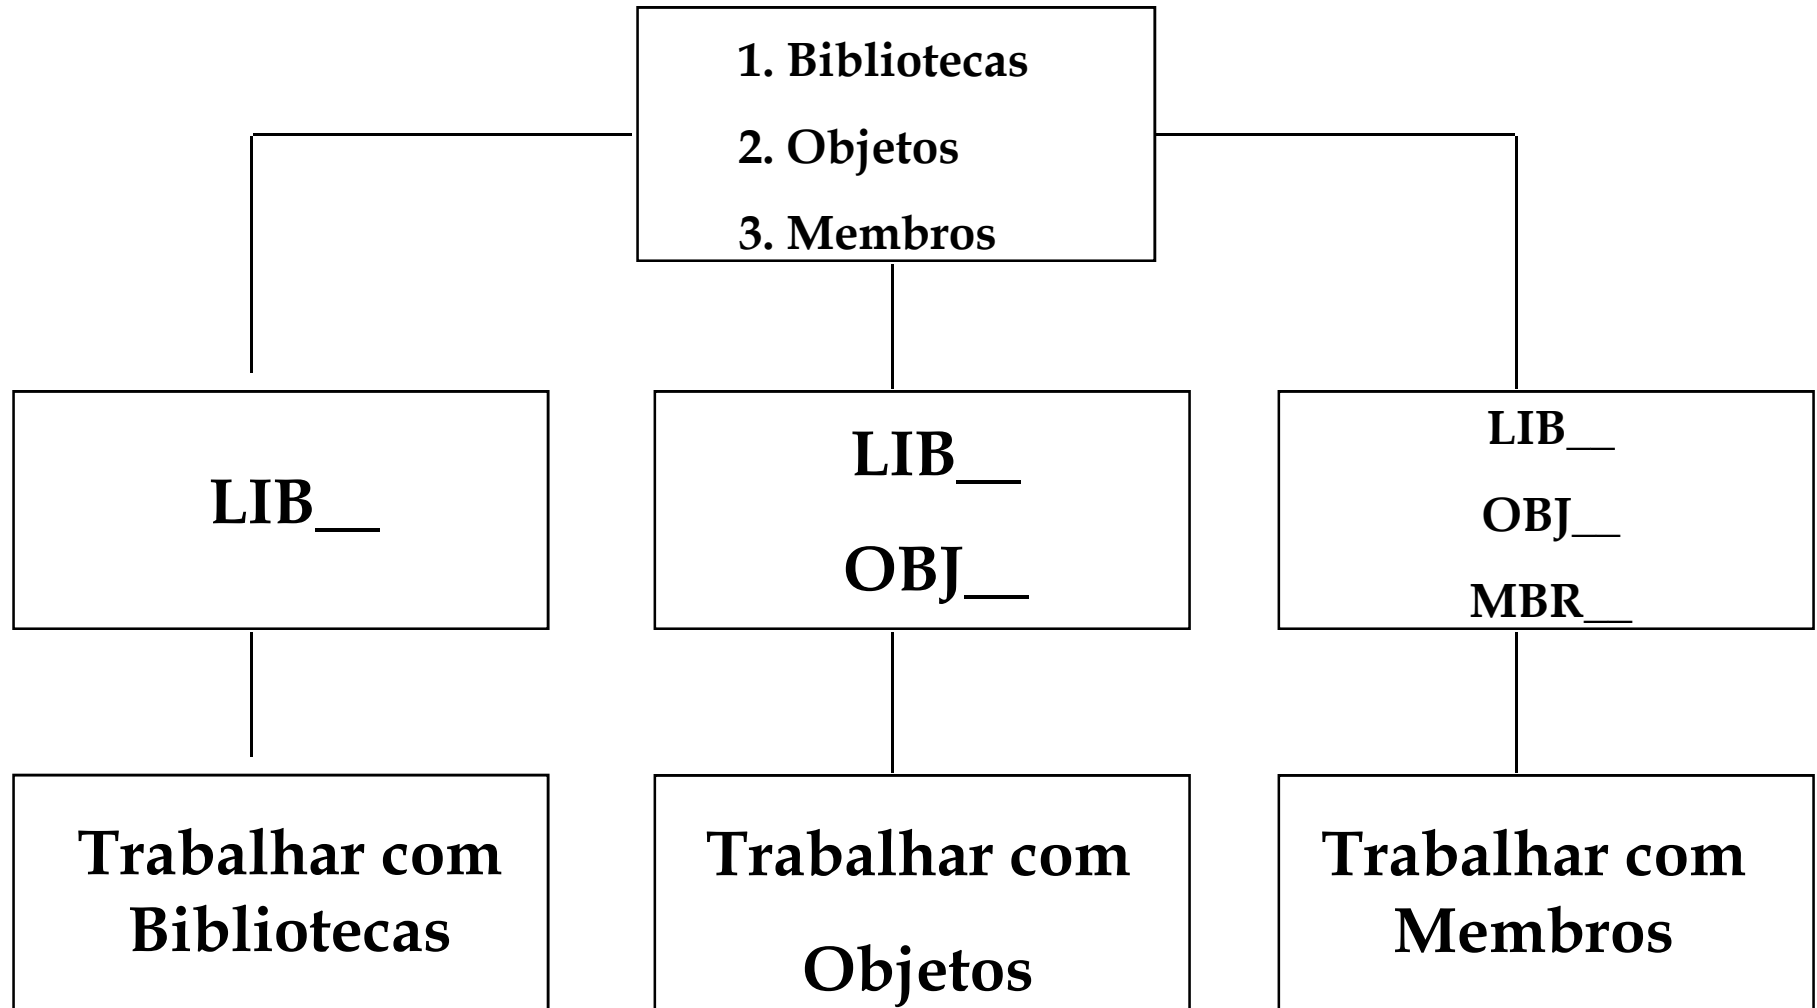 1. Bibliotecas
2. Objetos
3. Membros
LIB__
LIB__
OBJ__
LIB__
OBJ__
MBR__
Trabalhar com
Bibliotecas
Trabalhar com
Objetos
Trabalhar com
Membros